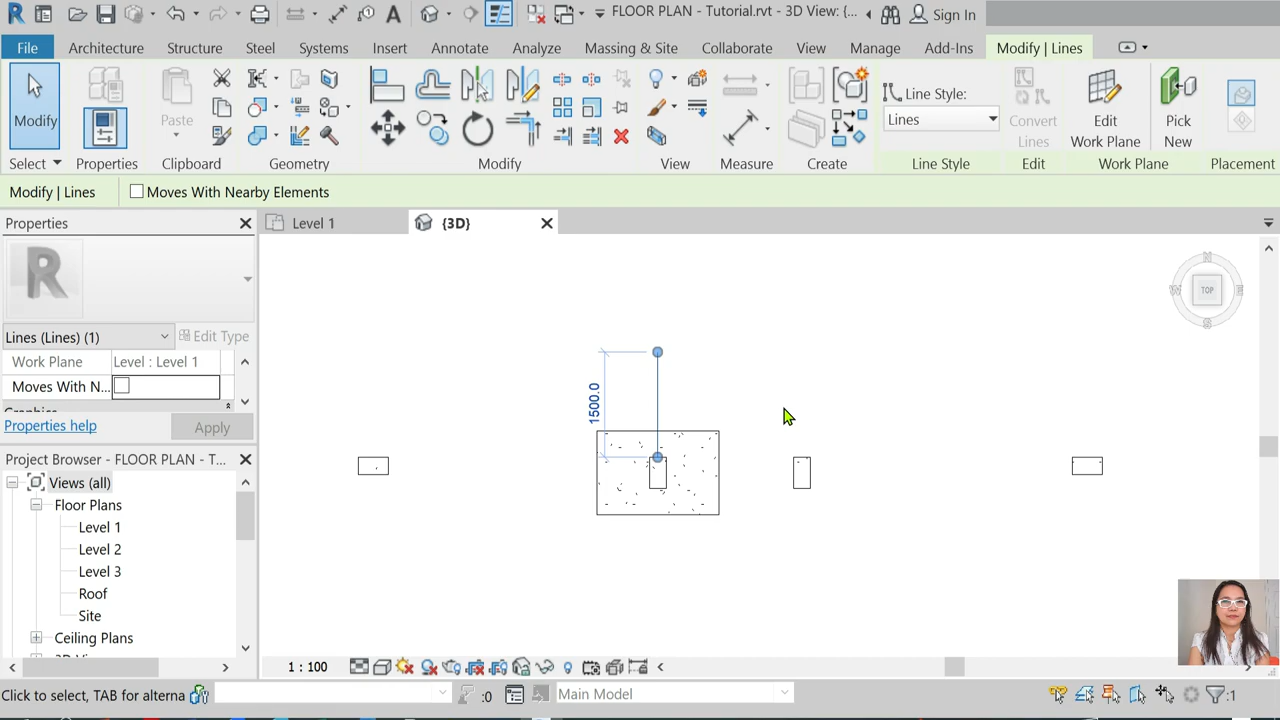 FLOOR PLAN - Tutorial.rvt - 3D View: {...
Sign In
File Architecture Structure Steel Systems Insert Annotate Analyze Massing & Site Collaborate View Manage Add-Ins Modify | Lines
Modify
Paste
Line Style:
Lines
Convert
Lines
Edit
Work Plane
Pick
New
Select Properties Clipboard Geometry Modify View Measure Create Line Style Edit Work Plane Placement
Modify | Lines Moves With Nearby Elements
Properties
Level 1
{3D}
R
Lines (Lines) (1)
Edit Type
Work Plane Level : Level 1
Moves With N...
Properties help
Apply
Project Browser - FLOOR PLAN - T...
Views (all)
Floor Plans
Level 1
Level 2
Level 3
Roof
Site
Ceiling Plans
1500.0
N
W
TOP
E
S
1 : 100
Click to select, TAB for alterna
:0
Main Model
:1